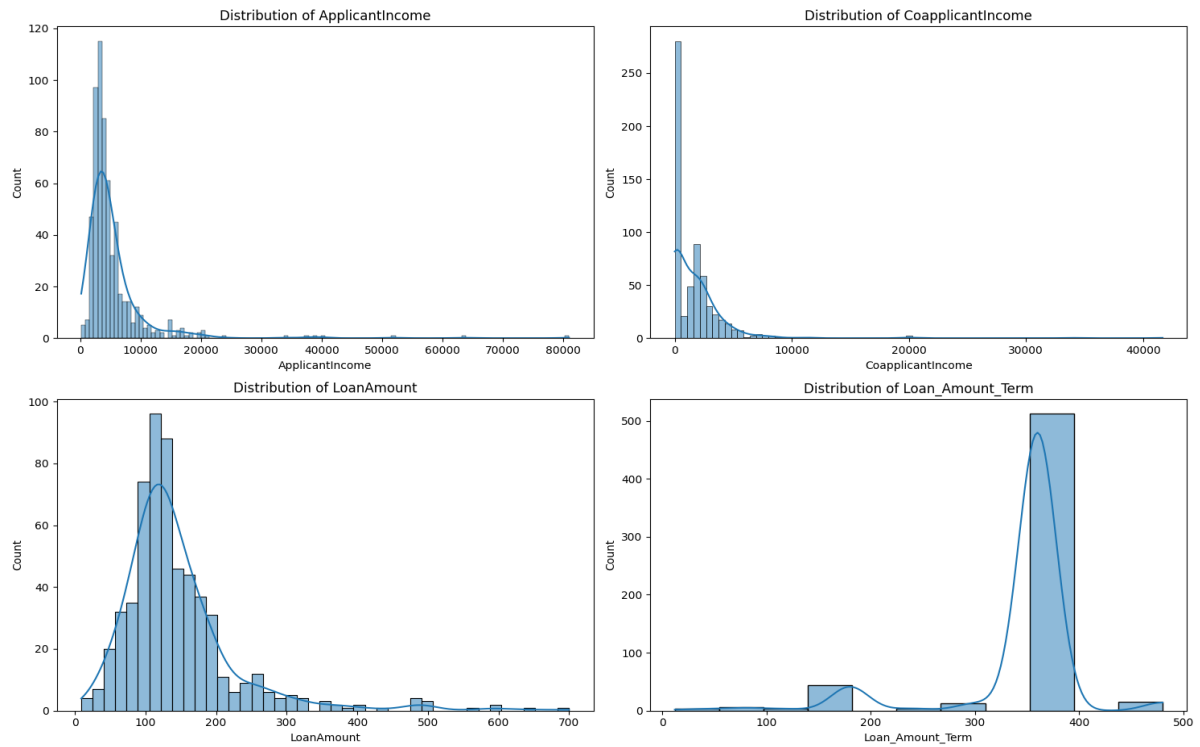 Distribution of ApplicantIncome
Distribution of CoapplicantIncome
120
100
80
60
40
20
0
Count
0 10000 20000 30000 40000 50000 60000 70000 80000
ApplicantIncome
250
200
150
100
50
0
Count
0 10000 20000 30000 40000
CoapplicantIncome
Distribution of LoanAmount
Distribution of Loan_Amount_Term
100
80
60
40
20
0
Count
0 100 200 300 400 500 600 700
LoanAmount
500
400
300
200
100
0
Count
0 100 200 300 400 500
Loan_Amount_Term